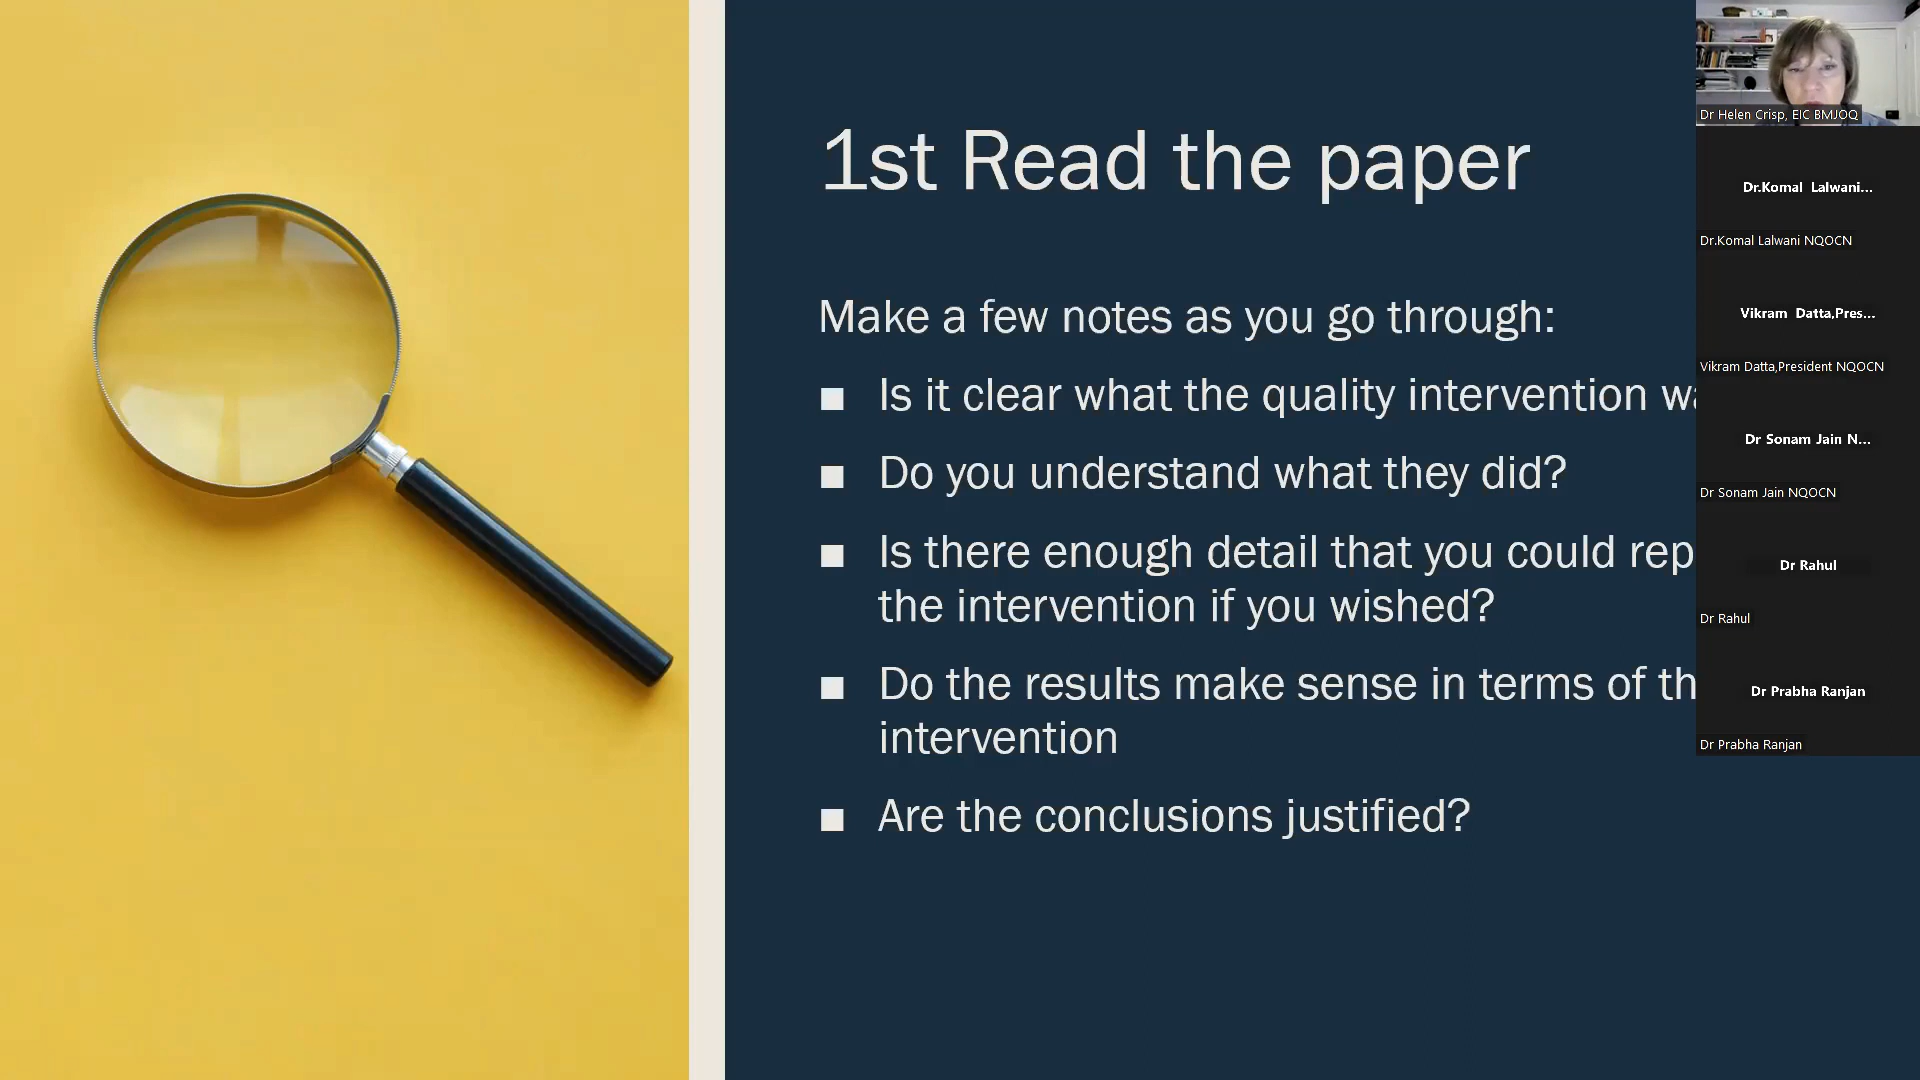 1st Read the paper
Make a few notes as you go through:
Is it clear what the quality intervention
Do you understand what they did?
Is there enough detail that you could
the intervention if you wished?
Do the results make sense in terms of
intervention
Are the conclusions justified?
Dr Helen Crisp, EIC BMJOQ
Dr.Komal Lalwani...
Dr.Komal Lalwani NQOCN
Vikram Datta,Pres...
Vikram Datta,President NQOCN
Dr Sonam Jain N...
Dr Sonam Jain NQOCN
Dr Rahul
Dr Rahul
Dr Prabha Ranjan
Dr Prabha Ranjan